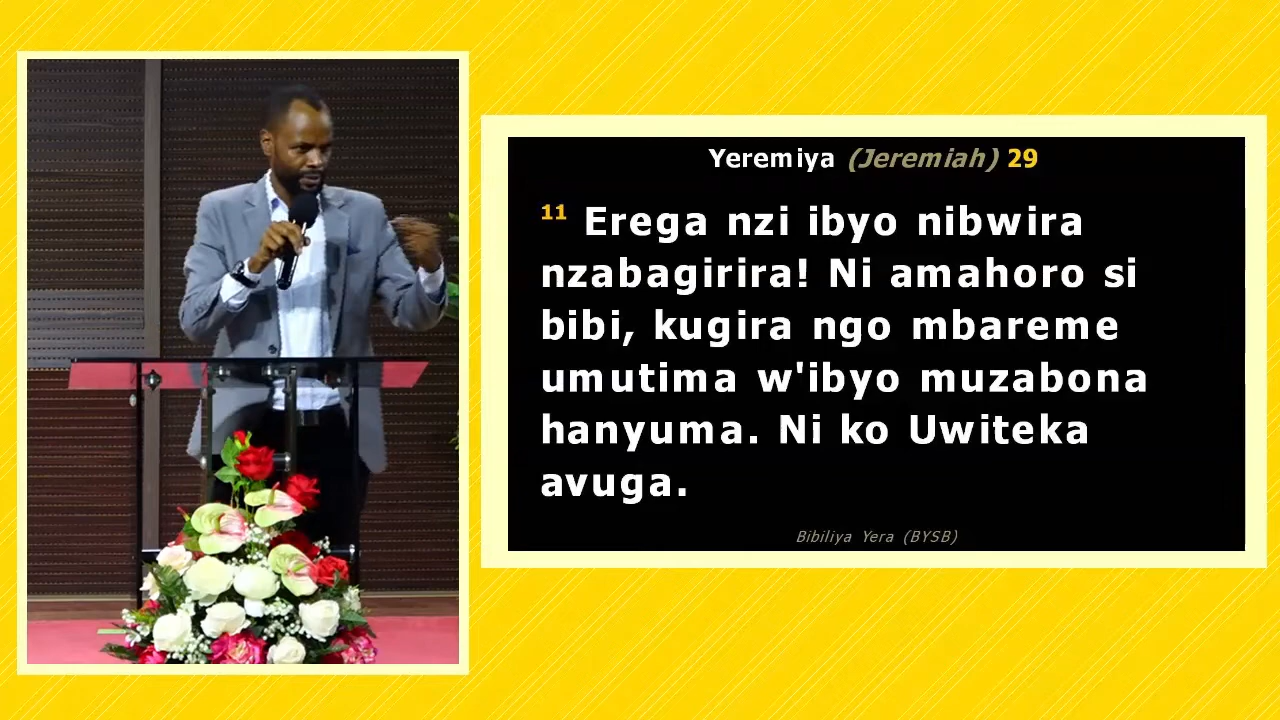 Yeremiya (Jeremiah) 29
11 Erega nzi ibyo nibwira
nzabagirira! Ni amahoro si
bibi, kugira ngo mbareme
umutima w'ibyo muzabona
hanyuma. Ni ko Uwiteka
avuga.
Bibiliya Yera (BYSB)